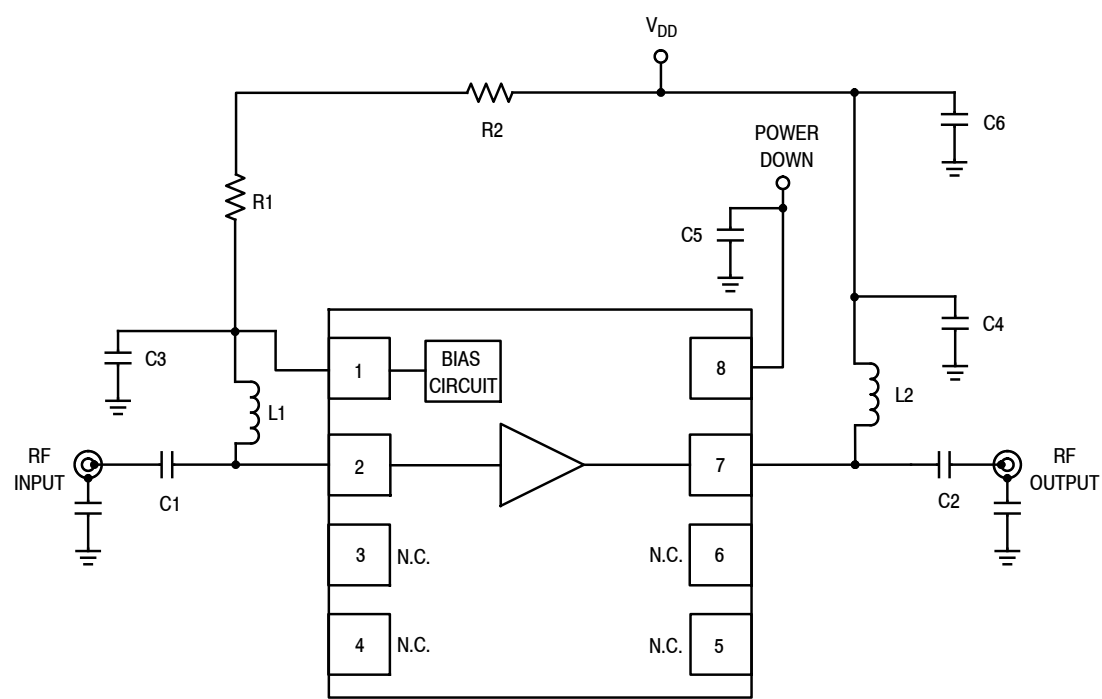 V_DD
R2
C6
POWER
DOWN
R1
C5
C4
C3
1
BIAS
CIRCUIT
8
L1
L2
RF
INPUT
C1
2
7
C2
RF
OUTPUT
3 N.C.
N.C. 6
4 N.C.
N.C. 5